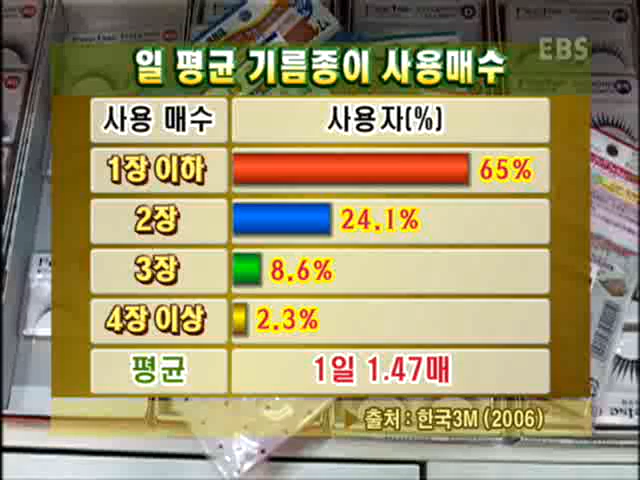 EBS
일 평균 기름종이 사용매수
사용 매수 사용자(%)
1장 이하 65%
2장 24.1%
3장 8.6%
4장 이상 2.3%
평균 1일 1.47매
▶ 출처 : 한국3M (2006)